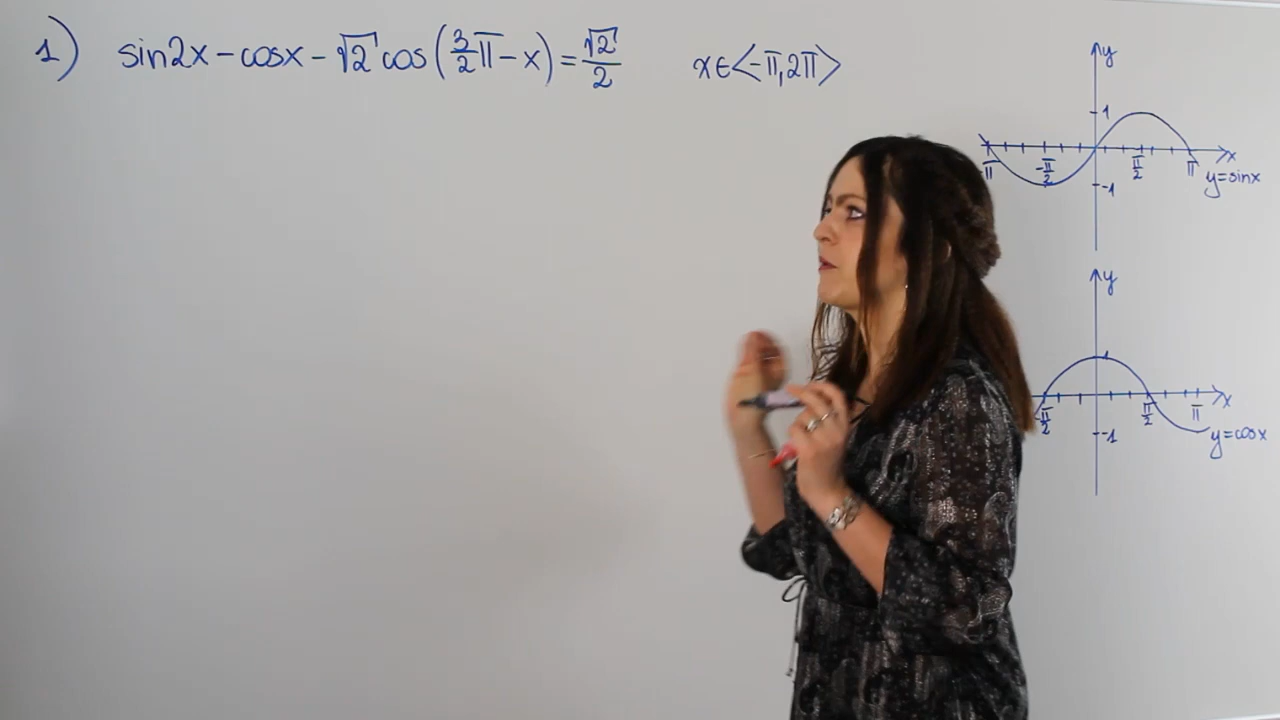 1) sin2x - cosx - √2 cos(3/2 π - x) = √2/2    x ∈ <-π, 2π>
y
1
-π -π/2 π/2 π x
-1
y=sinx
y
1
-π/2 π/2 π x
-1
y=cosx